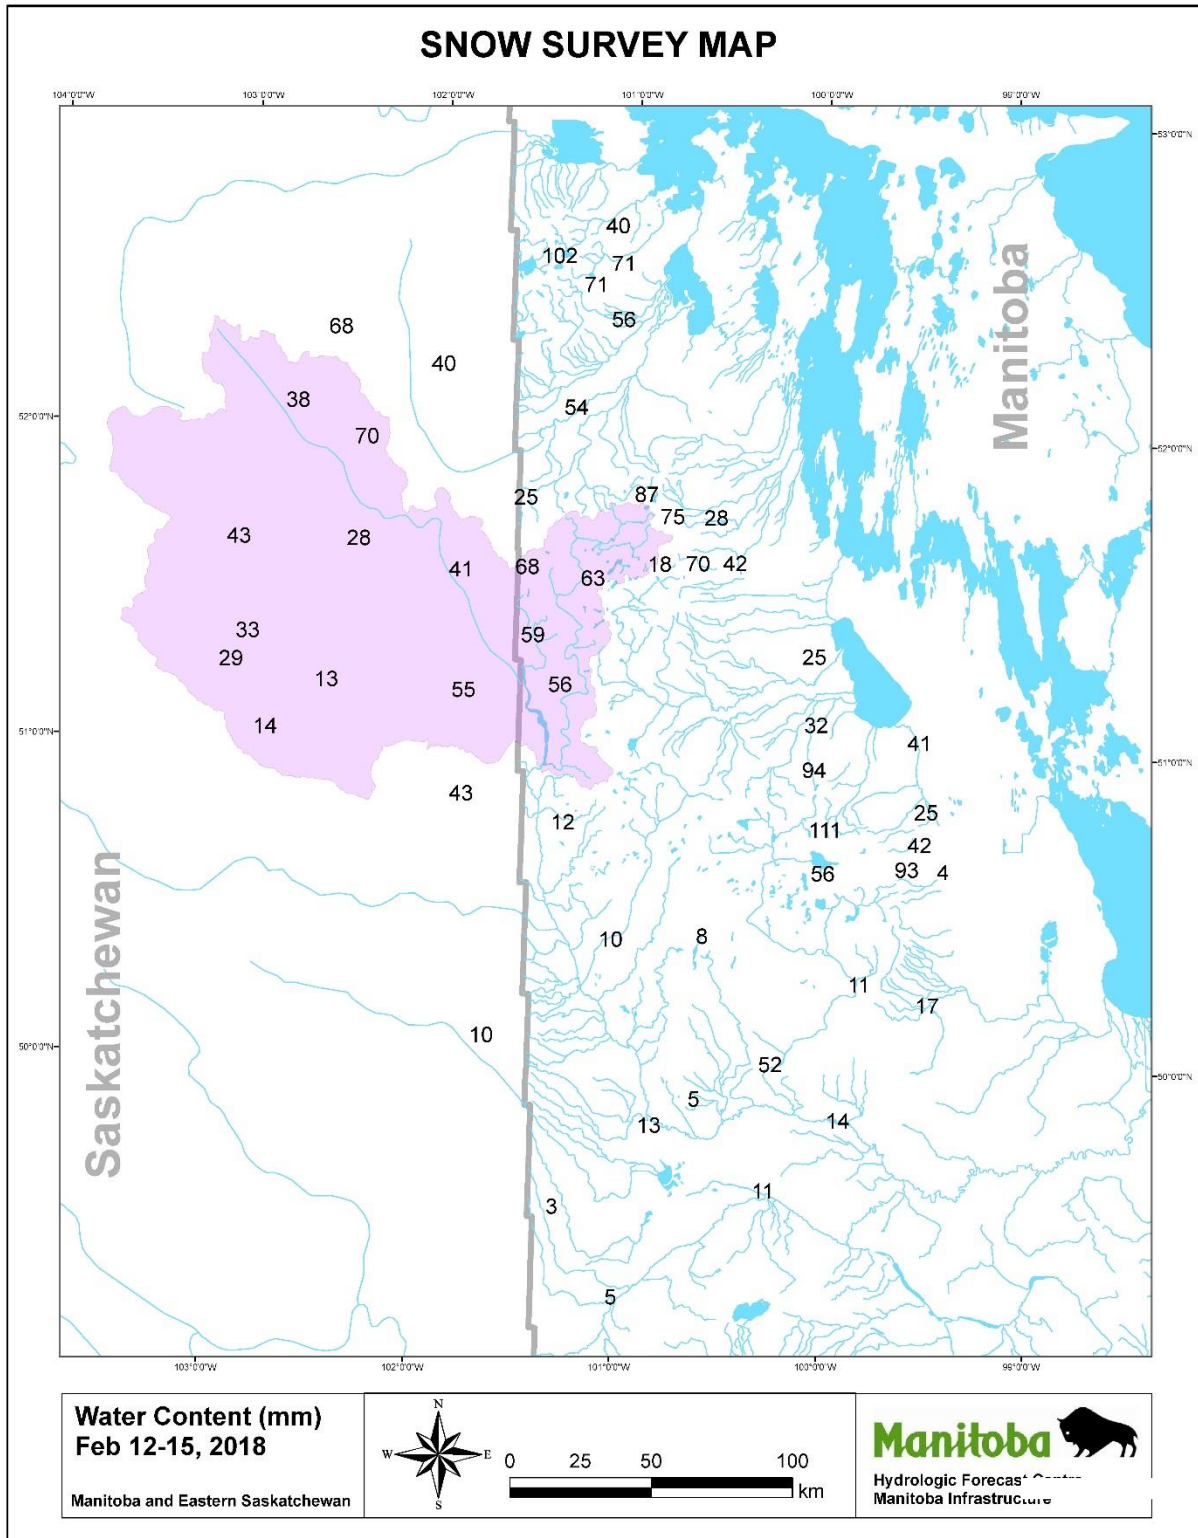 SNOW SURVEY MAP
104°0'0"W 103°0'0"W 102°0'0"W 101°0'0"W 100°0'0"W 99°0'0"W
53°0'0"N
40
102
71
71
Manitoba
56
68
40
38
54
52°0'0"N
70
52°0'0"N
25
87
75
28
43
28
41
68
63
18
70
42
33
59
29
25
13
55
56
14
32
51°0'0"N
41
51°0'0"N
94
43
12
25
111
42
56
93
4
Saskatchewan
10
8
11
17
10
50°0'0"N
52
50°0'0"N
5
13
14
11
3
5
103°0'0"W 102°0'0"W 101°0'0"W 100°0'0"W 99°0'0"W
Water Content (mm)
Feb 12-15, 2018
Manitoba and Eastern Saskatchewan
N
W E
S
0 25 50 100
km
Manitoba
Hydrologic Forecast Centre
Manitoba Infrastructure